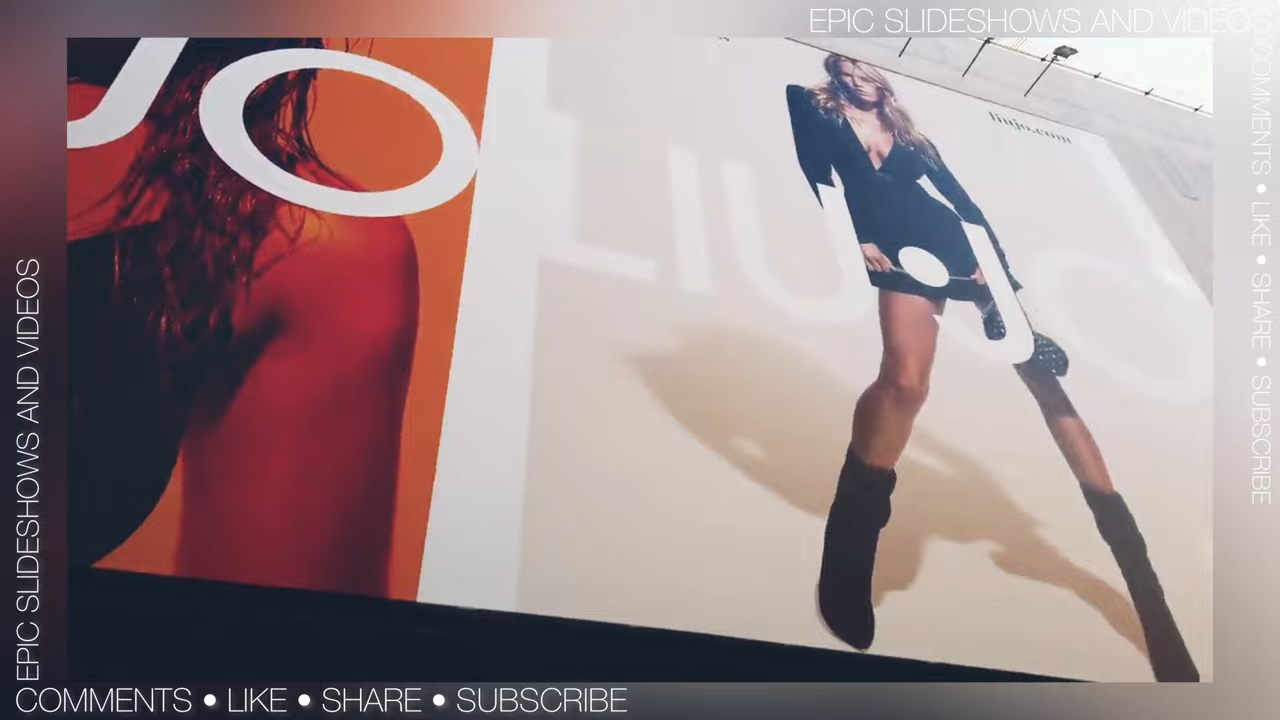 EPIC SLIDESHOWS AND VIDEOS
JO
LIU JO
liujo.com
EPIC SLIDESHOWS AND VIDEOS
COMMENTS • LIKE • SHARE • SUBSCRIBE
COMMENTS • LIKE • SHARE • SUBSCRIBE